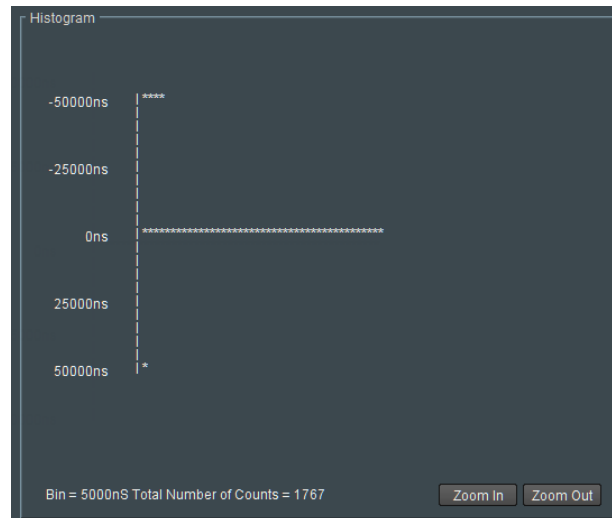 Histogram
-50000ns ****
-25000ns
0ns ******************************************
25000ns
50000ns *
Bin = 5000nS Total Number of Counts = 1767
Zoom In Zoom Out